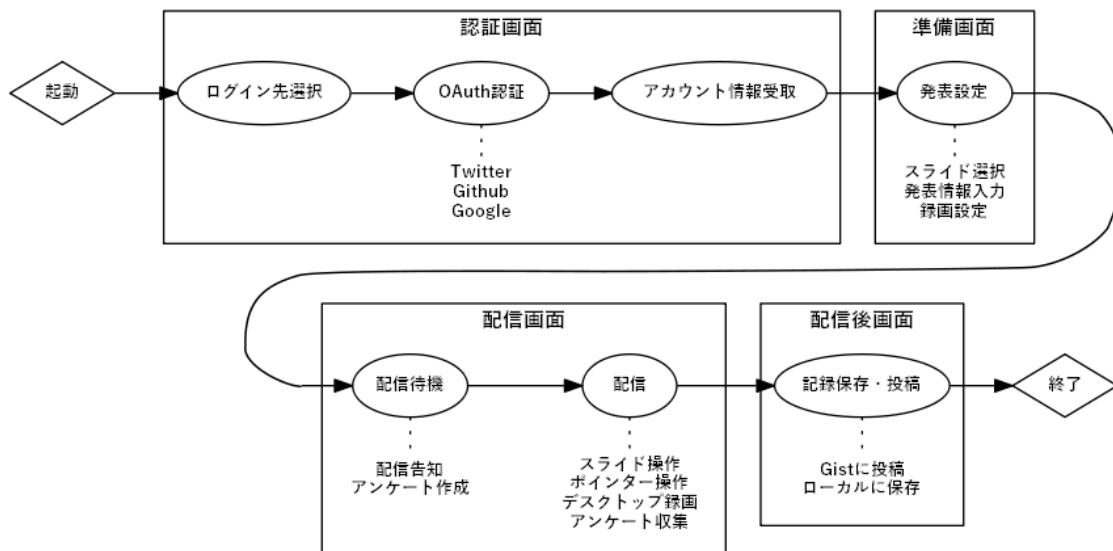 認証画面
準備画面
起動
ログイン先選択
OAuth認証
アカウント情報受取
発表設定
Twitter
Github
Google
スライド選択
発表情報入力
録画設定
配信画面
配信後画面
配信待機
配信
記録保存・投稿
終了
配信告知
アンケート作成
スライド操作
ポインター操作
デスクトップ録画
アンケート収集
Gistに投稿
ローカルに保存